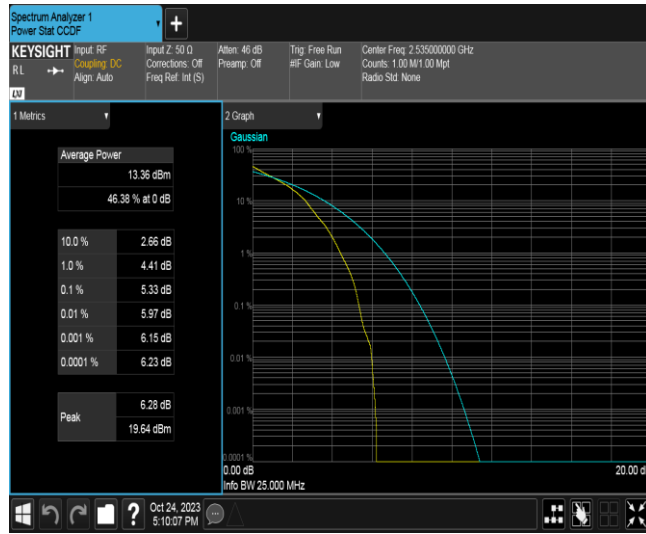 Spectrum Analyzer 1
Power Stat CCDF
KEYSIGHT
RL
LXI
Input: RF
Coupling: DC
Align: Auto
Input Z: 50 Ω
Corrections: Off
Freq Ref: Int (S)
Atten: 46 dB
Preamp: Off
Trig: Free Run
#IF Gain: Low
Center Freq: 2.535000000 GHz
Counts: 1.00 M/1.00 Mpt
Radio Std: None
1 Metrics
Average Power
13.36 dBm
46.38 % at 0 dB
10.0 % 2.66 dB
1.0 % 4.41 dB
0.1 % 5.33 dB
0.01 % 5.97 dB
0.001 % 6.15 dB
0.0001 % 6.23 dB
Peak
6.28 dB
19.64 dBm
2 Graph
Gaussian
100 %
10 %
1 %
0.1 %
0.01 %
0.001 %
0.0001 %
0.00 dB
20.00 d
Info BW 25.000 MHz
?
Oct 24, 2023
5:10:07 PM